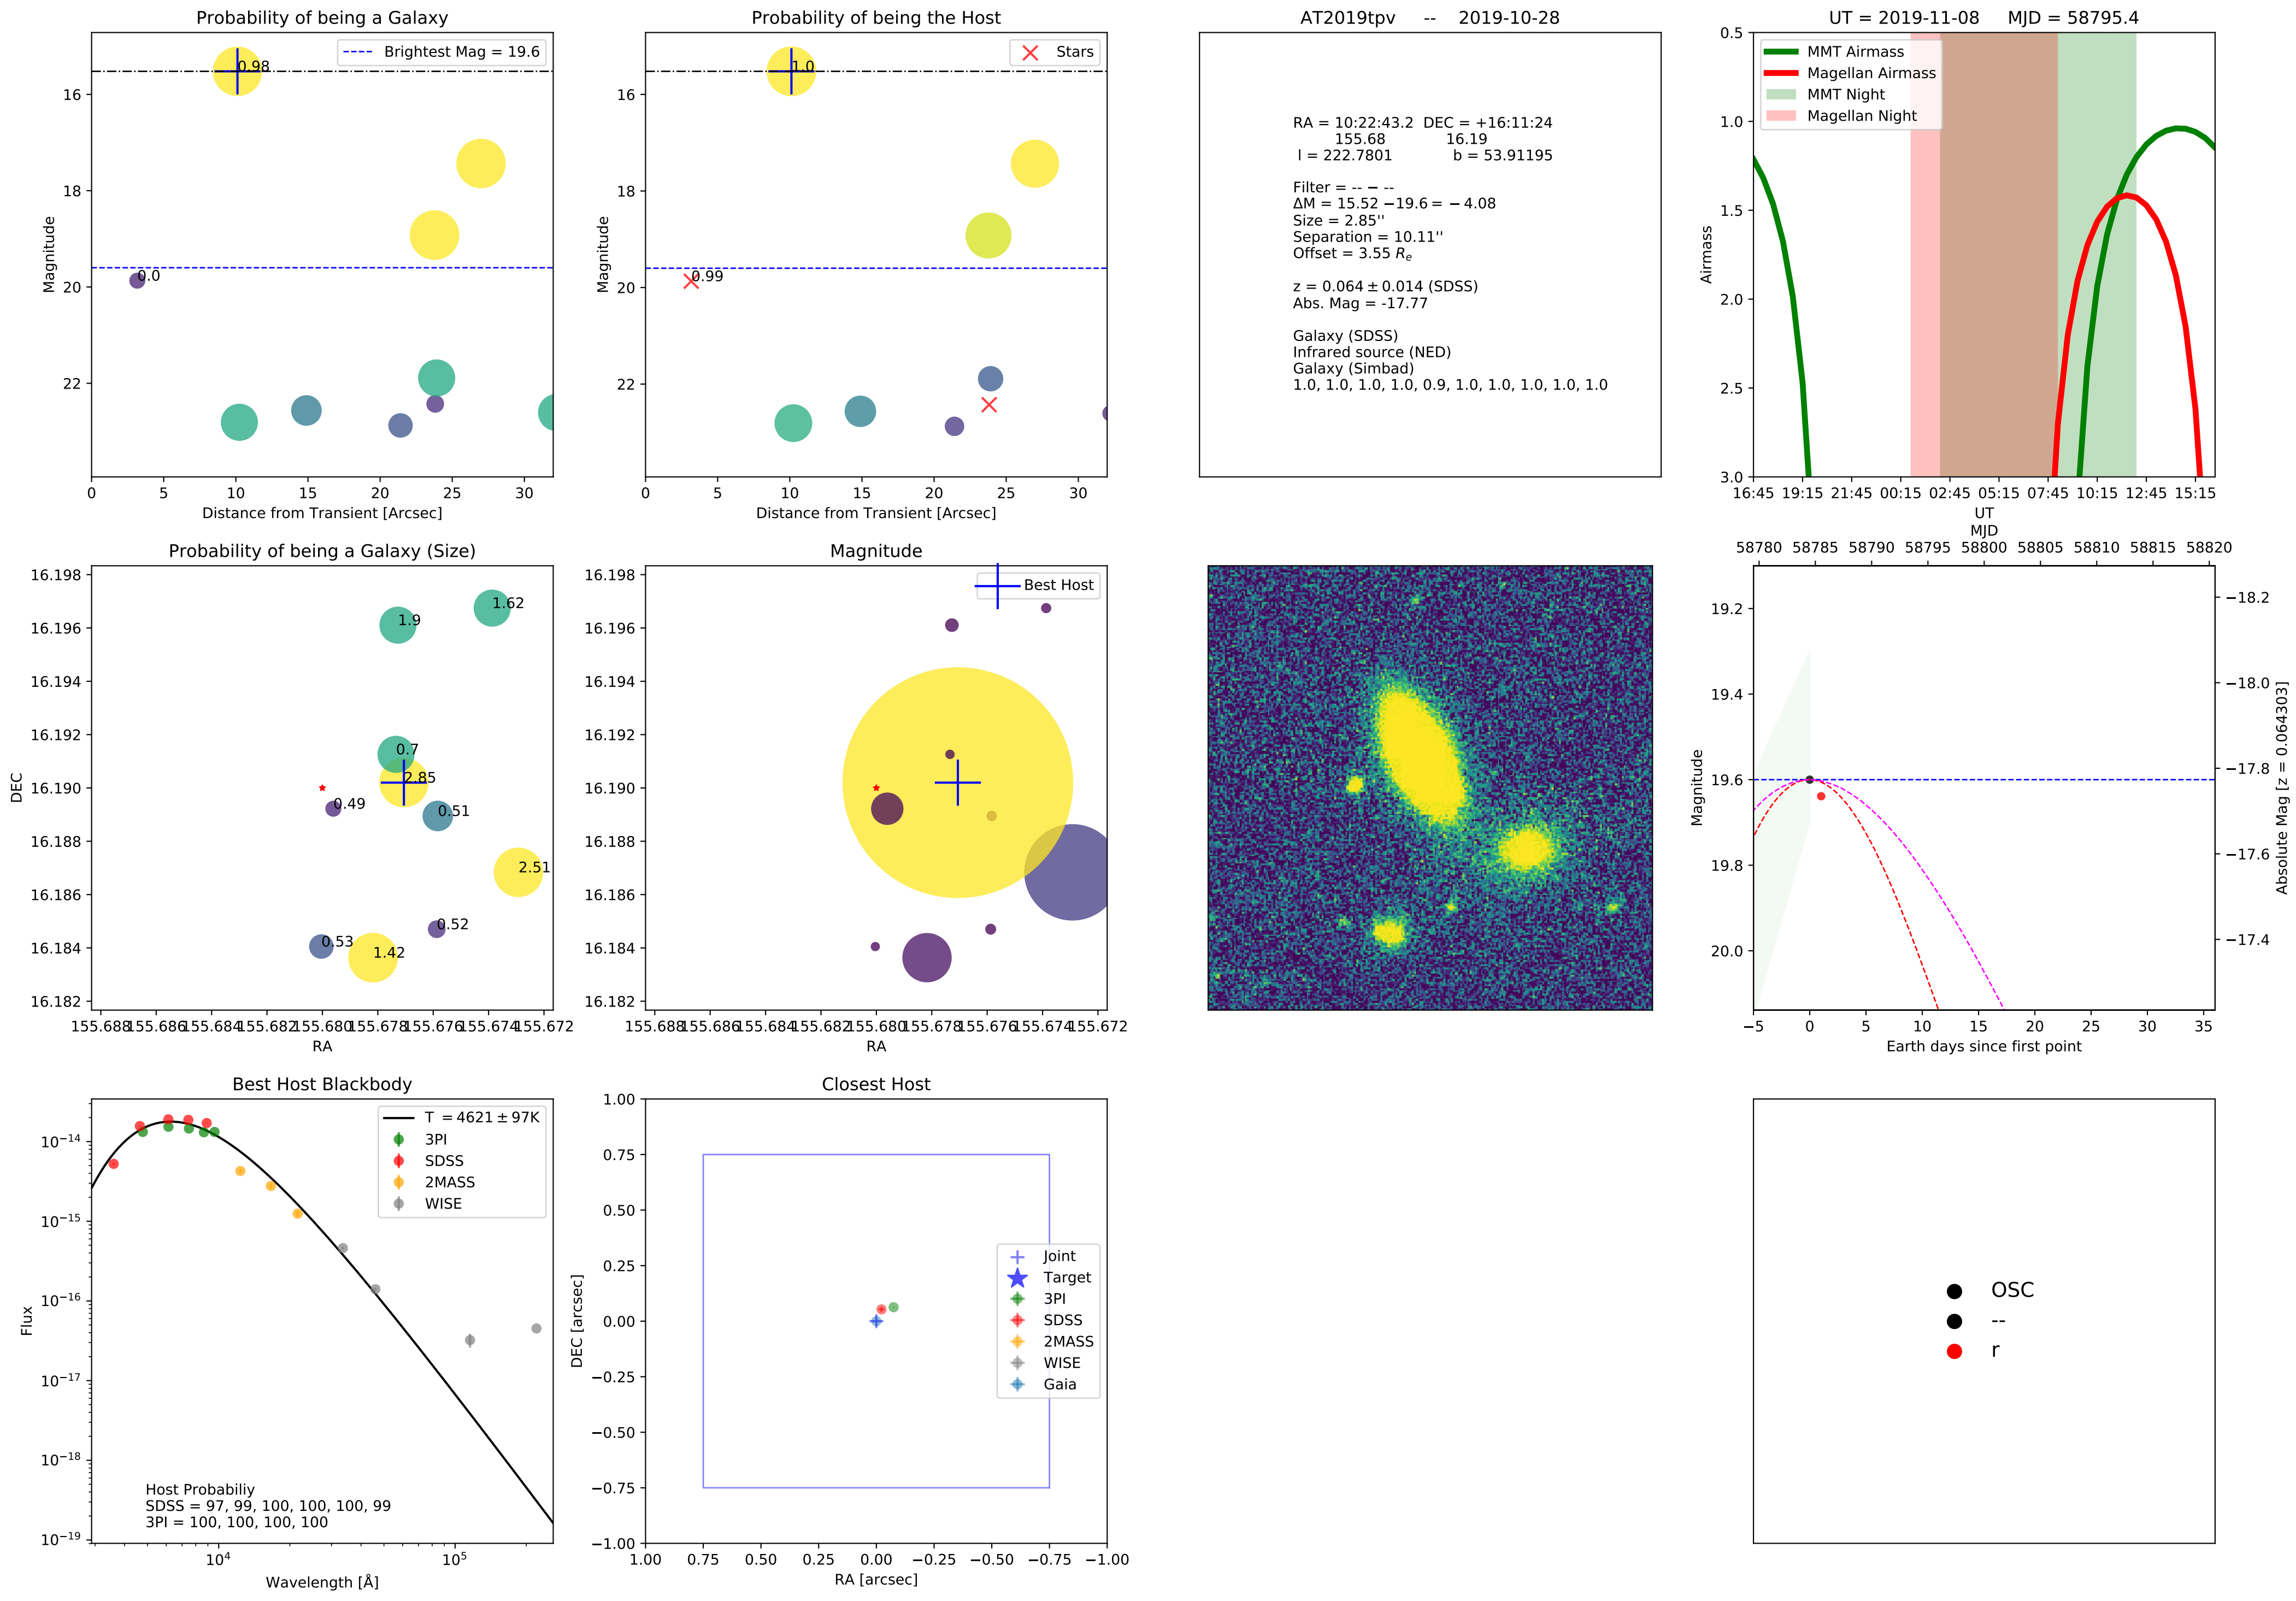 Probability of being a Galaxy
Brightest Mag = 19.6
0.98
0.0
16
18
20
22
Magnitude
0 5 10 15 20 25 30
Distance from Transient [Arcsec]
Probability of being the Host
Stars
1.0
0.99
16
18
20
22
Magnitude
0 5 10 15 20 25 30
Distance from Transient [Arcsec]
AT2019tpv -- 2019-10-28
RA = 10:22:43.2 DEC = +16:11:24
155.68 16.19
l = 222.7801 b = 53.91195
Filter = -- − --
ΔM = 15.52 −19.6 = − 4.08
Size = 2.85''
Separation = 10.11''
Offset = 3.55 Re
z = 0.064 ± 0.014 (SDSS)
Abs. Mag = -17.77
Galaxy (SDSS)
Infrared source (NED)
Galaxy (Simbad)
1.0, 1.0, 1.0, 1.0, 0.9, 1.0, 1.0, 1.0, 1.0, 1.0
UT = 2019-11-08 MJD = 58795.4
MMT Airmass
Magellan Airmass
MMT Night
Magellan Night
0.5
1.0
1.5
2.0
2.5
3.0
Airmass
16:45 19:15 21:45 00:15 02:45 05:15 07:45 10:15 12:45 15:15
UT
Probability of being a Galaxy (Size)
16.198
16.196
16.194
16.192
16.190
16.188
16.186
16.184
16.182
DEC
1.62
1.9
0.7
2.85
0.49
0.51
2.51
0.52
0.53
1.42
155.688 155.686 155.684 155.682 155.680 155.678 155.676 155.674 155.672
RA
Magnitude
Best Host
16.198
16.196
16.194
16.192
16.190
16.188
16.186
16.184
16.182
155.688 155.686 155.684 155.682 155.680 155.678 155.676 155.674 155.672
RA
MJD
58780 58785 58790 58795 58800 58805 58810 58815 58820
19.2
19.4
19.6
19.8
20.0
Magnitude
−18.2
−18.0
−17.8
−17.6
−17.4
Absolute Mag [z = 0.064303]
−5 0 5 10 15 20 25 30 35
Earth days since first point
Best Host Blackbody
T = 4621 ± 97K
3PI
SDSS
2MASS
WISE
10−14
10−15
10−16
10−17
10−18
10−19
Flux
Host Probabiliy
SDSS = 97, 99, 100, 100, 100, 99
3PI = 100, 100, 100, 100
104 105
Wavelength [Å]
Closest Host
Joint
Target
3PI
SDSS
2MASS
WISE
Gaia
1.00
0.75
0.50
0.25
0.00
−0.25
−0.50
−0.75
−1.00
DEC [arcsec]
1.00 0.75 0.50 0.25 0.00 −0.25 −0.50 −0.75 −1.00
RA [arcsec]
OSC
--
r